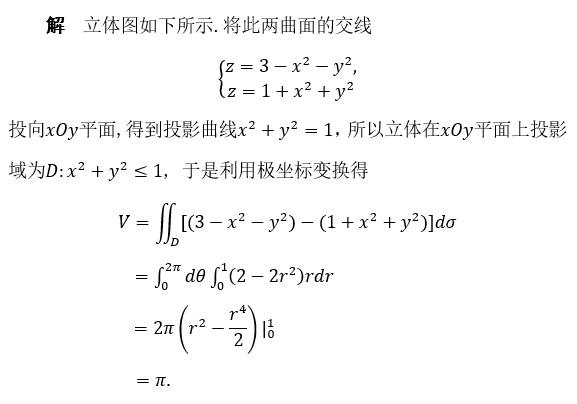 解 立体图如下所示. 将此两曲面的交线
{z = 3 − x² − y²,
z = 1 + x² + y²
投向xOy平面, 得到投影曲线x² + y² = 1，所以立体在xOy平面上投影
域为D: x² + y² ≤ 1, 于是利用极坐标变换得
V = ∬_D [(3 − x² − y²) − (1 + x² + y²)]dσ
= ∫₀^{2π} dθ ∫₀¹ (2 − 2r²)rdr
= 2π (r² − r⁴/2) |₀¹
= π.